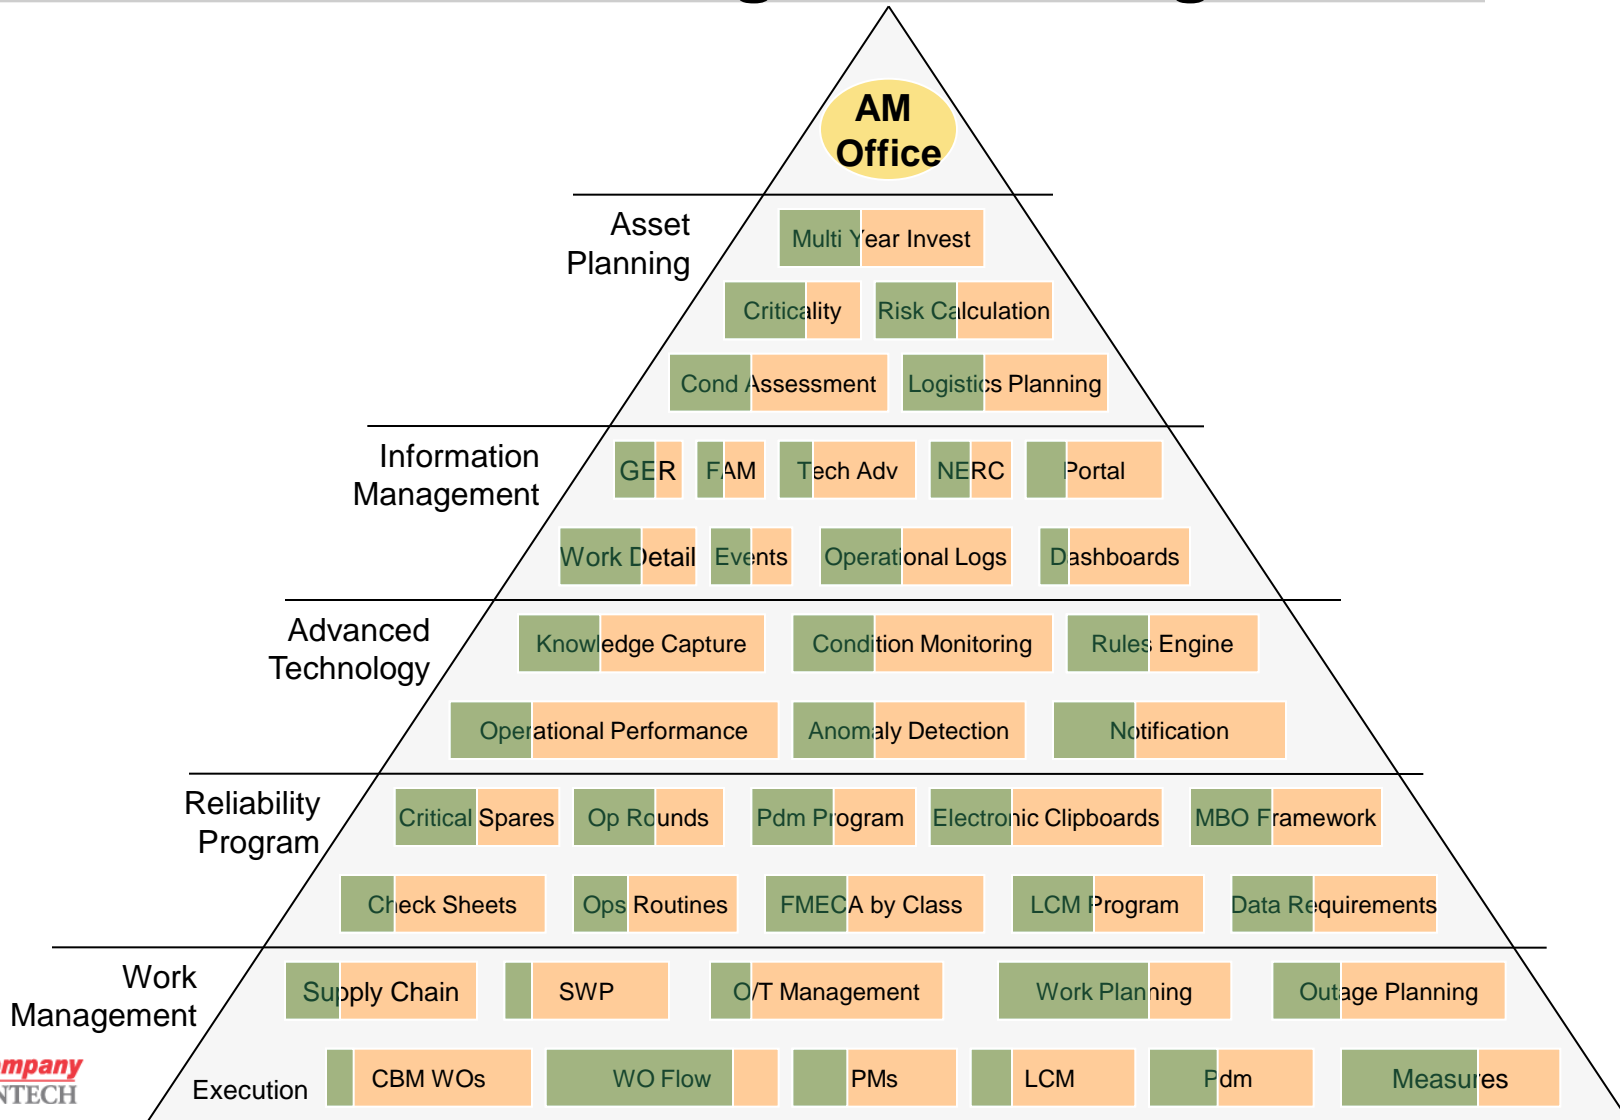 AM
Office
Asset
Planning
Multi Year Invest
Criticality
Risk Calculation
Cond Assessment
Logistics Planning
Information
Management
GER
FAM
Tech Adv
NERC
Portal
Work Detail
Events
Operational Logs
Dashboards
Advanced
Technology
Knowledge Capture
Condition Monitoring
Rules Engine
Operational Performance
Anomaly Detection
Notification
Reliability
Program
Critical Spares
Op Rounds
Pdm Program
Electronic Clipboards
MBO Framework
Check Sheets
Ops Routines
FMECA by Class
LCM Program
Data Requirements
Work
Management
Supply Chain
SWP
O/T Management
Work Planning
Outage Planning
Execution
CBM WOs
WO Flow
PMs
LCM
Pdm
Measures